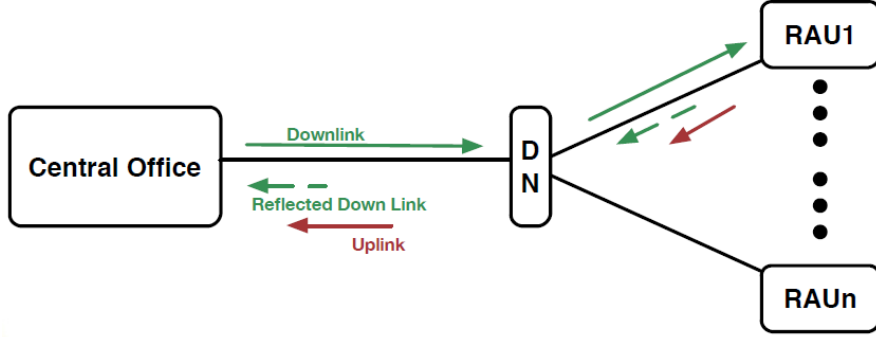 RAU1
Downlink
Central Office
D
N
Reflected Down Link
Uplink
RAUn